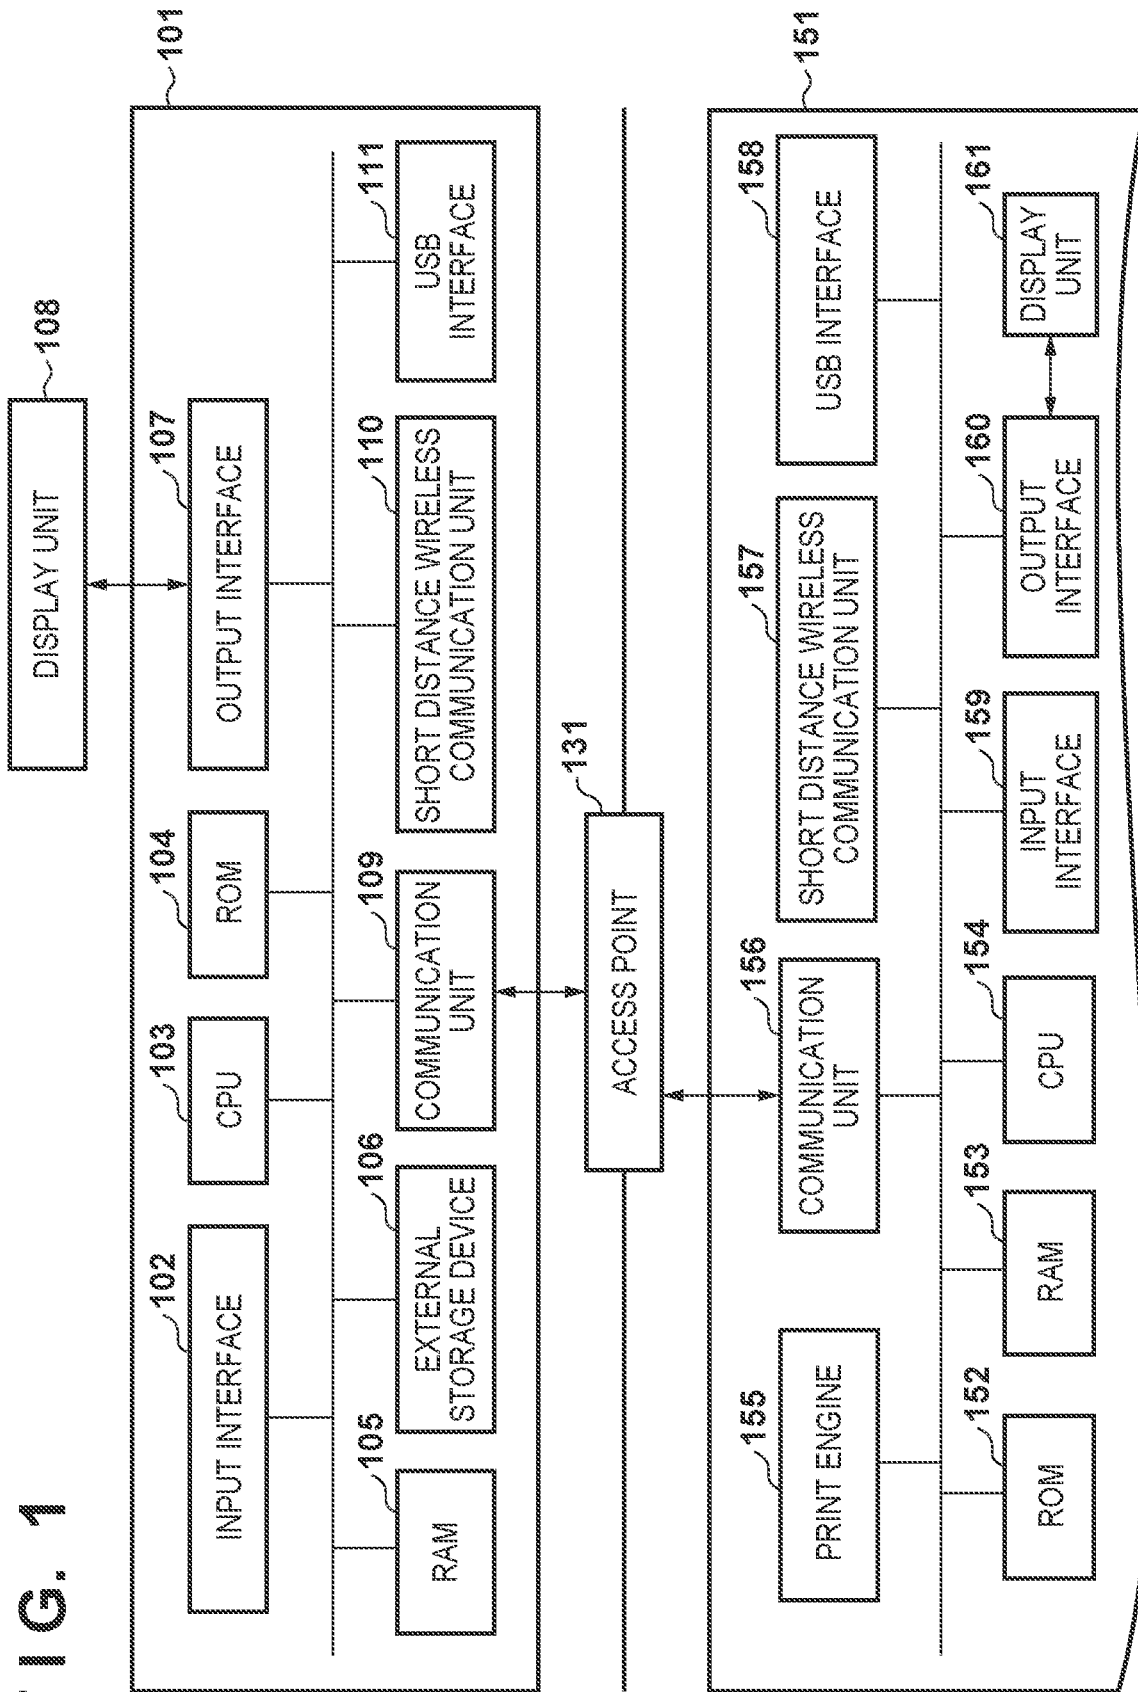 FIG. 1
DISPLAY UNIT
108
101
INPUT INTERFACE
102
CPU
103
ROM
104
OUTPUT INTERFACE
107
RAM
105
EXTERNAL
STORAGE DEVICE
106
COMMUNICATION
UNIT
109
SHORT DISTANCE WIRELESS
COMMUNICATION UNIT
110
USB
INTERFACE
111
ACCESS POINT
131
151
PRINT ENGINE
155
COMMUNICATION
UNIT
156
SHORT DISTANCE WIRELESS
COMMUNICATION UNIT
157
USB INTERFACE
158
ROM
152
RAM
153
CPU
154
INPUT
INTERFACE
159
OUTPUT
INTERFACE
160
DISPLAY
UNIT
161